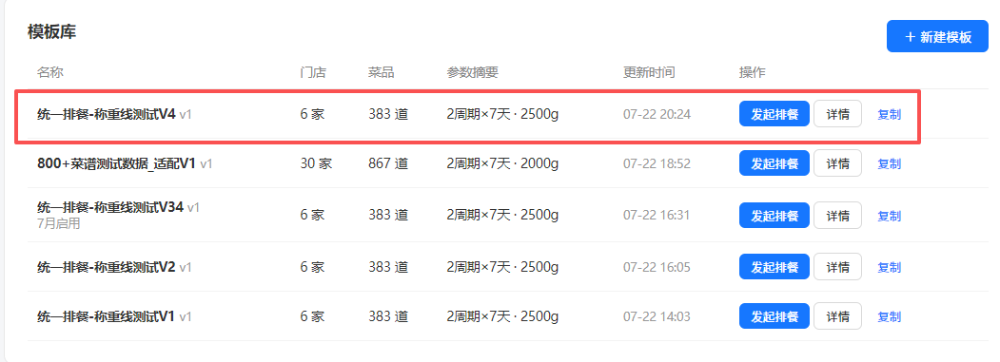 模板库
+ 新建模板
名称 门店 菜品 参数摘要 更新时间 操作
统一排餐-称重线测试V4 v1 6 家 383 道 2周期×7天 · 2500g 07-22 20:24 发起排餐 详情 复制
800+菜谱测试数据_适配V1 v1 30 家 867 道 2周期×7天 · 2000g 07-22 18:52 发起排餐 详情 复制
统一排餐-称重线测试V34 v1 6 家 383 道 2周期×7天 · 2500g 07-22 16:31 发起排餐 详情 复制
7月启用
统一排餐-称重线测试V2 v1 6 家 383 道 2周期×7天 · 2500g 07-22 16:05 发起排餐 详情 复制
统一排餐-称重线测试V1 v1 6 家 383 道 2周期×7天 · 2500g 07-22 14:03 发起排餐 详情 复制